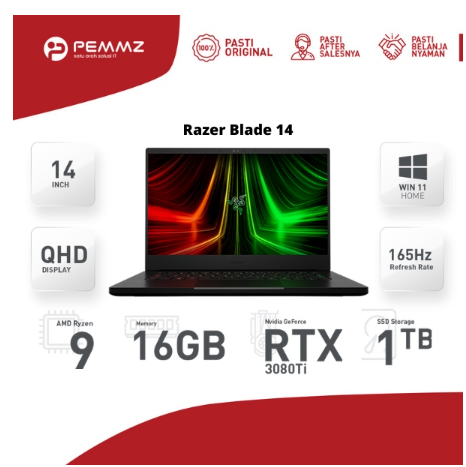 PEMMZ
satu arah solusi IT
100%
PASTI
ORIGINAL
PASTI
AFTER
SALESNYA
PASTI
BELANJA
NYAMAN
Razer Blade 14
14
INCH
WIN 11
HOME
QHD
DISPLAY
165Hz
Refresh Rate
AMD Ryzen
9
Memory
16GB
Nvidia GeForce
RTX
3080Ti
SSD Storage
1TB